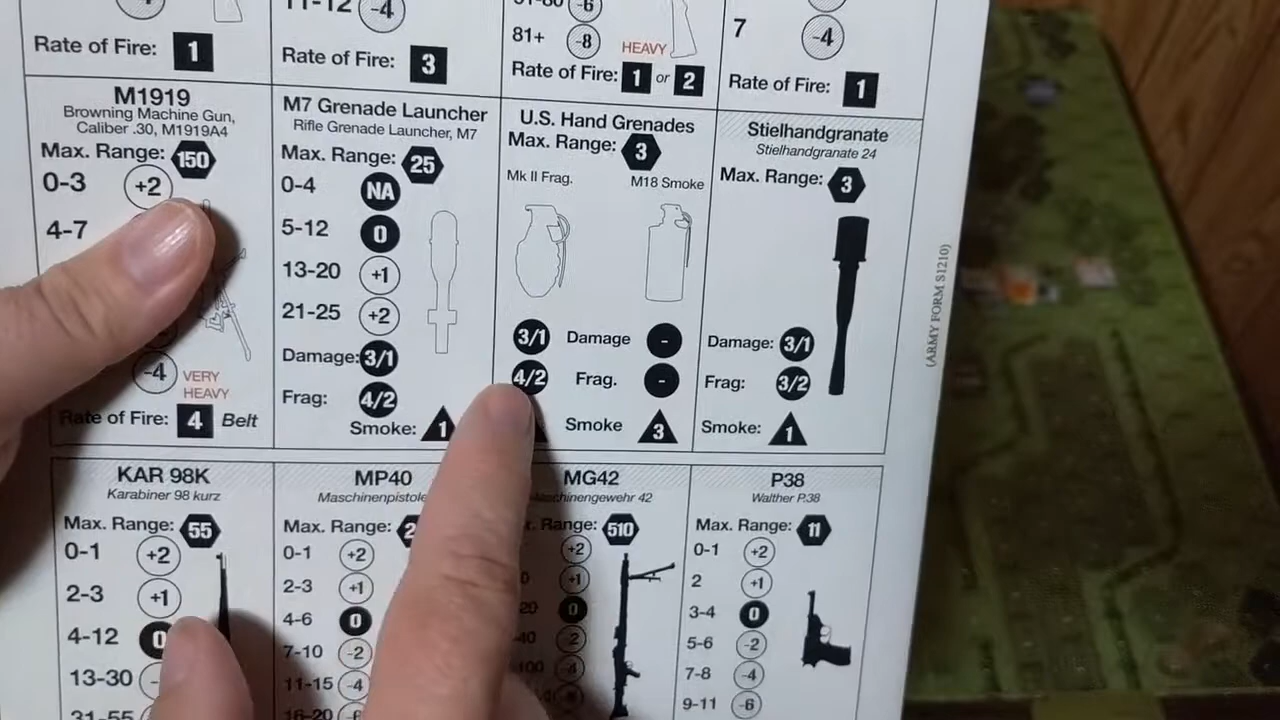 -4
Rate of Fire: 1
11-12 -4
Rate of Fire: 3
-6
81+ -8
HEAVY
Rate of Fire: 1 or 2
7 -4
Rate of Fire: 1
M1919
Browning Machine Gun,
Caliber .30, M1919A4
Max. Range: 150
0-3 +2
4-7
-4 VERY
HEAVY
Rate of Fire: 4 Belt
M7 Grenade Launcher
Rifle Grenade Launcher, M7
Max. Range: 25
0-4 NA
5-12 0
13-20 +1
21-25 +2
Damage: 3/1
Frag: 4/2
Smoke: 1
U.S. Hand Grenades
Max. Range: 3
Mk II Frag. M18 Smoke
3/1 Damage -
4/2 Frag. -
Smoke 3
Stielhandgranate
Stielhandgranate 24
Max. Range: 3
Damage: 3/1
Frag: 3/2
Smoke: 1
(ARMY FORM S1210)
KAR 98K
Karabiner 98 kurz
Max. Range: 55
0-1 +2
2-3 +1
4-12 0
13-30
31-55
MP40
Max. Range:
0-1 +2
2-3 +1
4-6 0
7-10 -2
11-15 -4
16-20
MG42
Maschinengewehr 42
Range: 510
+2
+1
0
-2
-4
P38
Walther P.38
Max. Range: 11
0-1 +2
2 +1
3-4 0
5-6 -2
7-8 -4
9-11 -6